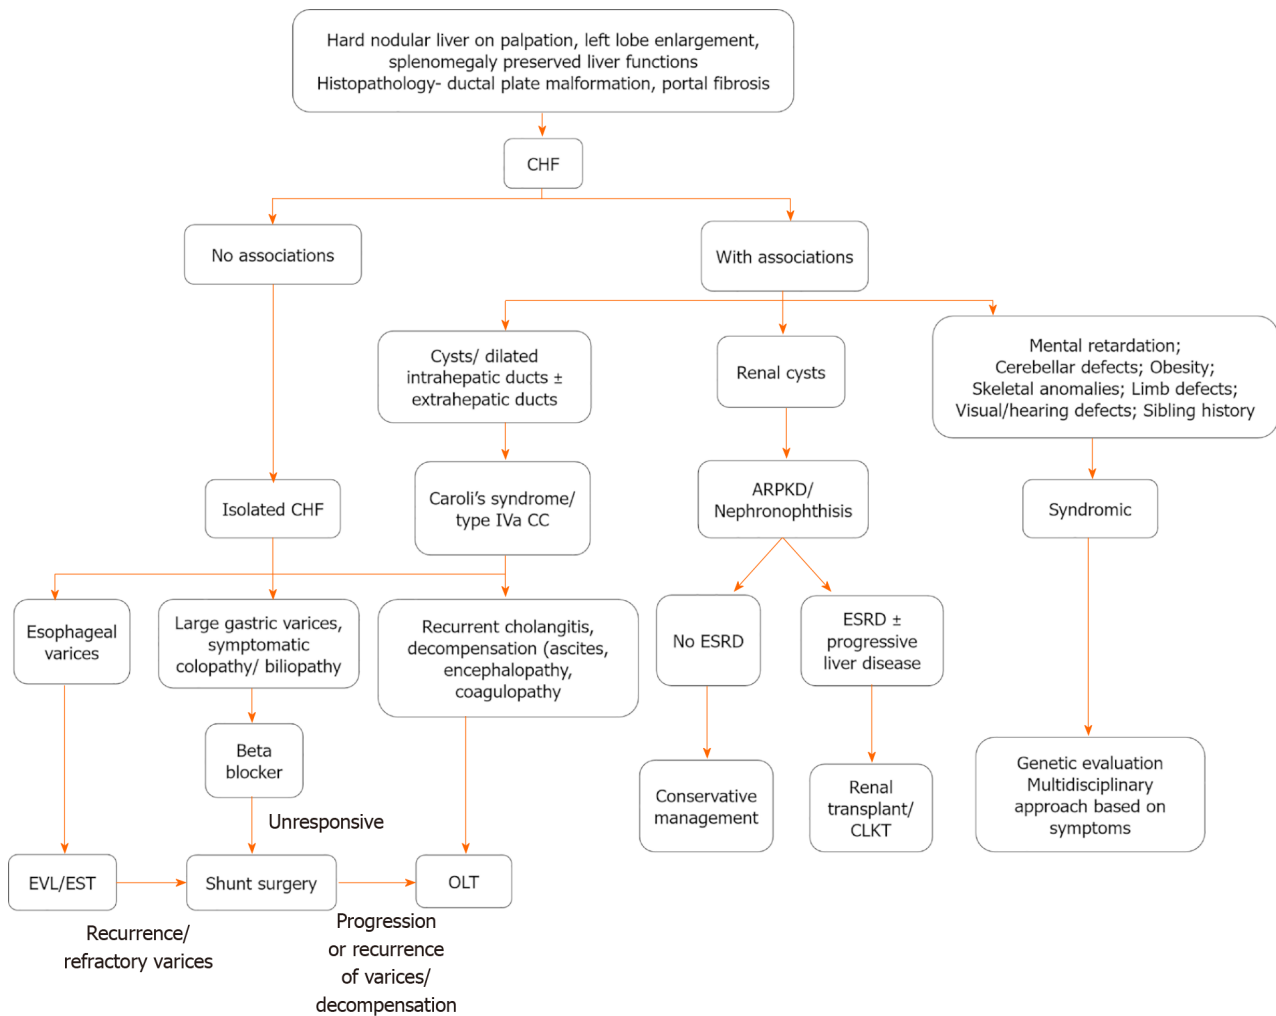 Hard nodular liver on palpation, left lobe enlargement,
splenomegaly preserved liver functions
Histopathology- ductal plate malformation, portal fibrosis
CHF
No associations
With associations
Cysts/ dilated
intrahepatic ducts ±
extrahepatic ducts
Renal cysts
Mental retardation;
Cerebellar defects; Obesity;
Skeletal anomalies; Limb defects;
Visual/hearing defects; Sibling history
Isolated CHF
Caroli's syndrome/
type IVa CC
ARPKD/
Nephronophthisis
Syndromic
Esophageal
varices
Large gastric varices,
symptomatic
colopathy/ biliopathy
Recurrent cholangitis,
decompensation (ascites,
encephalopathy,
coagulopathy
No ESRD
ESRD ±
progressive
liver disease
Beta
blocker
Conservative
management
Renal
transplant/
CLKT
Genetic evaluation
Multidisciplinary
approach based on
symptoms
Unresponsive
EVL/EST
Shunt surgery
OLT
Recurrence/
refractory varices
Progression
or recurrence
of varices/
decompensation